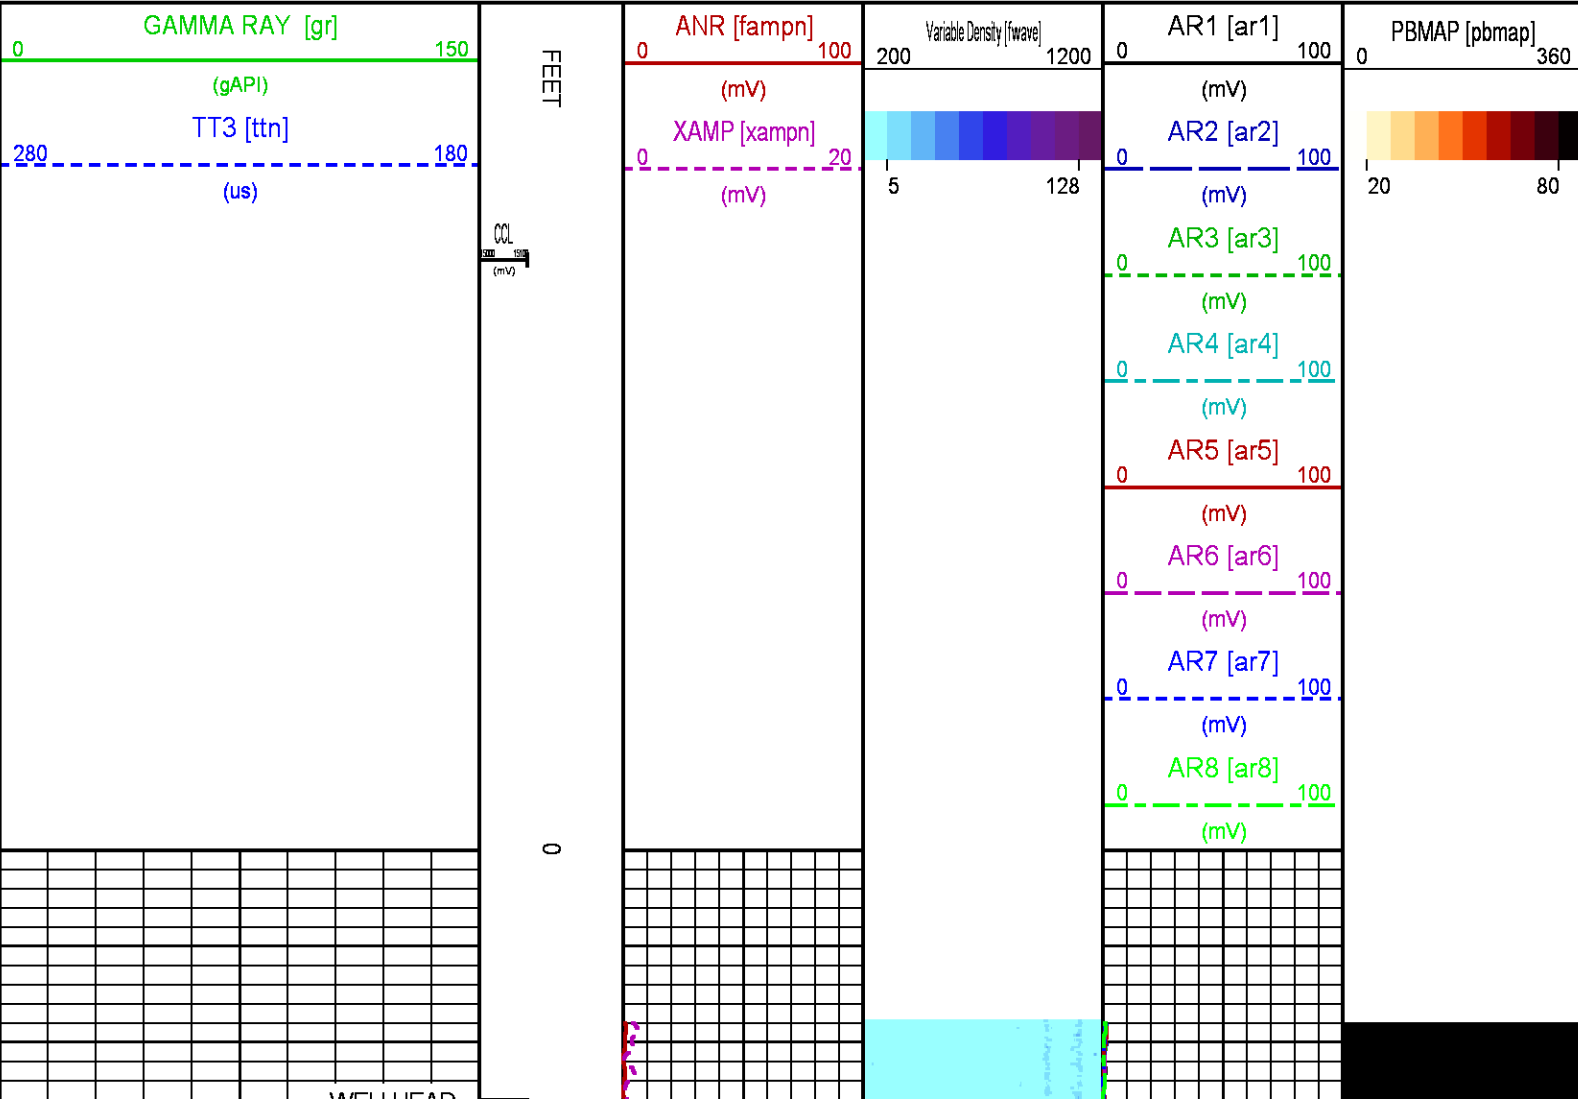 GAMMA RAY [gr]
0 150
(gAPI)
TT3 [ttn]
280 180
(us)
FEET
CCL
(mV)
0
ANR [fampn]
0 100
(mV)
XAMP [xampn]
0 20
(mV)
Variable Density [fwave]
200 1200
5 128
AR1 [ar1]
0 100
(mV)
AR2 [ar2]
0 100
(mV)
AR3 [ar3]
0 100
(mV)
AR4 [ar4]
0 100
(mV)
AR5 [ar5]
0 100
(mV)
AR6 [ar6]
0 100
(mV)
AR7 [ar7]
0 100
(mV)
AR8 [ar8]
0 100
(mV)
PBMAP [pbmap]
0 360
20 80
WELL HEAD